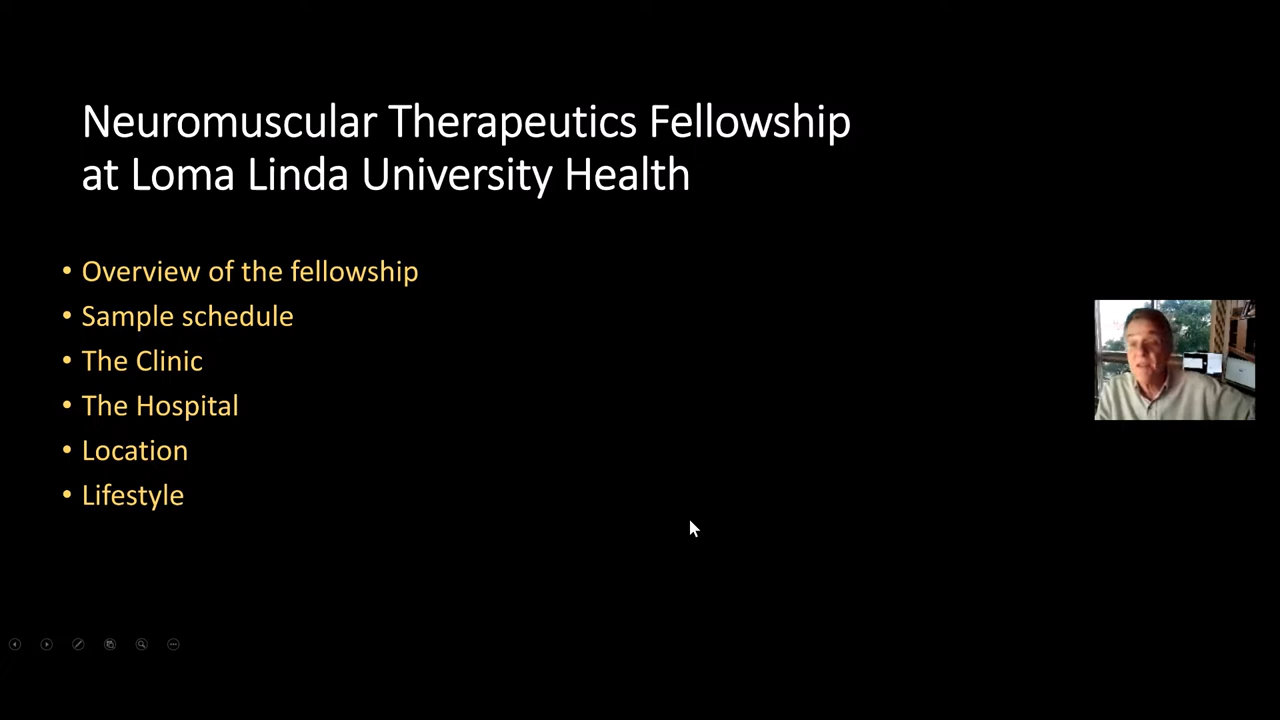 Neuromuscular Therapeutics Fellowship
at Loma Linda University Health
• Overview of the fellowship
• Sample schedule
• The Clinic
• The Hospital
• Location
• Lifestyle